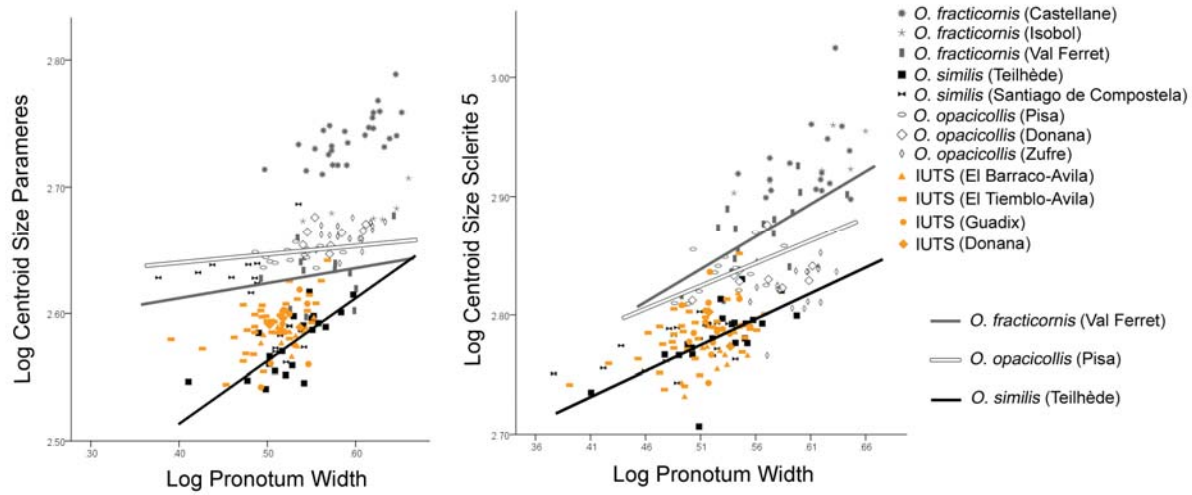 Log Centroid Size Parameres
2.80
2.70
2.60
2.50
30
.50
.60
Log Pronotum Width
Log Centroid Size Sclerite 5
3.00
2.90
2.80
2.70
36
41
46
51
56
61
66
Log Pronotum Width
O. fracticornis (Castellane)
O. fracticornis (Isobol)
O. fracticornis (Val Ferret)
O. similis (Teilhède)
O. similis (Santiago de Compostela)
O. opacicollis (Pisa)
O. opacicollis (Donana)
O. opacicollis (Zufre)
IUTS (El Barraco-Avila)
IUTS (El Tiemblo-Avila)
IUTS (Guadix)
IUTS (Donana)
O. fracticornis (Val Ferret)
O. opacicollis (Pisa)
O. similis (Teilhède)